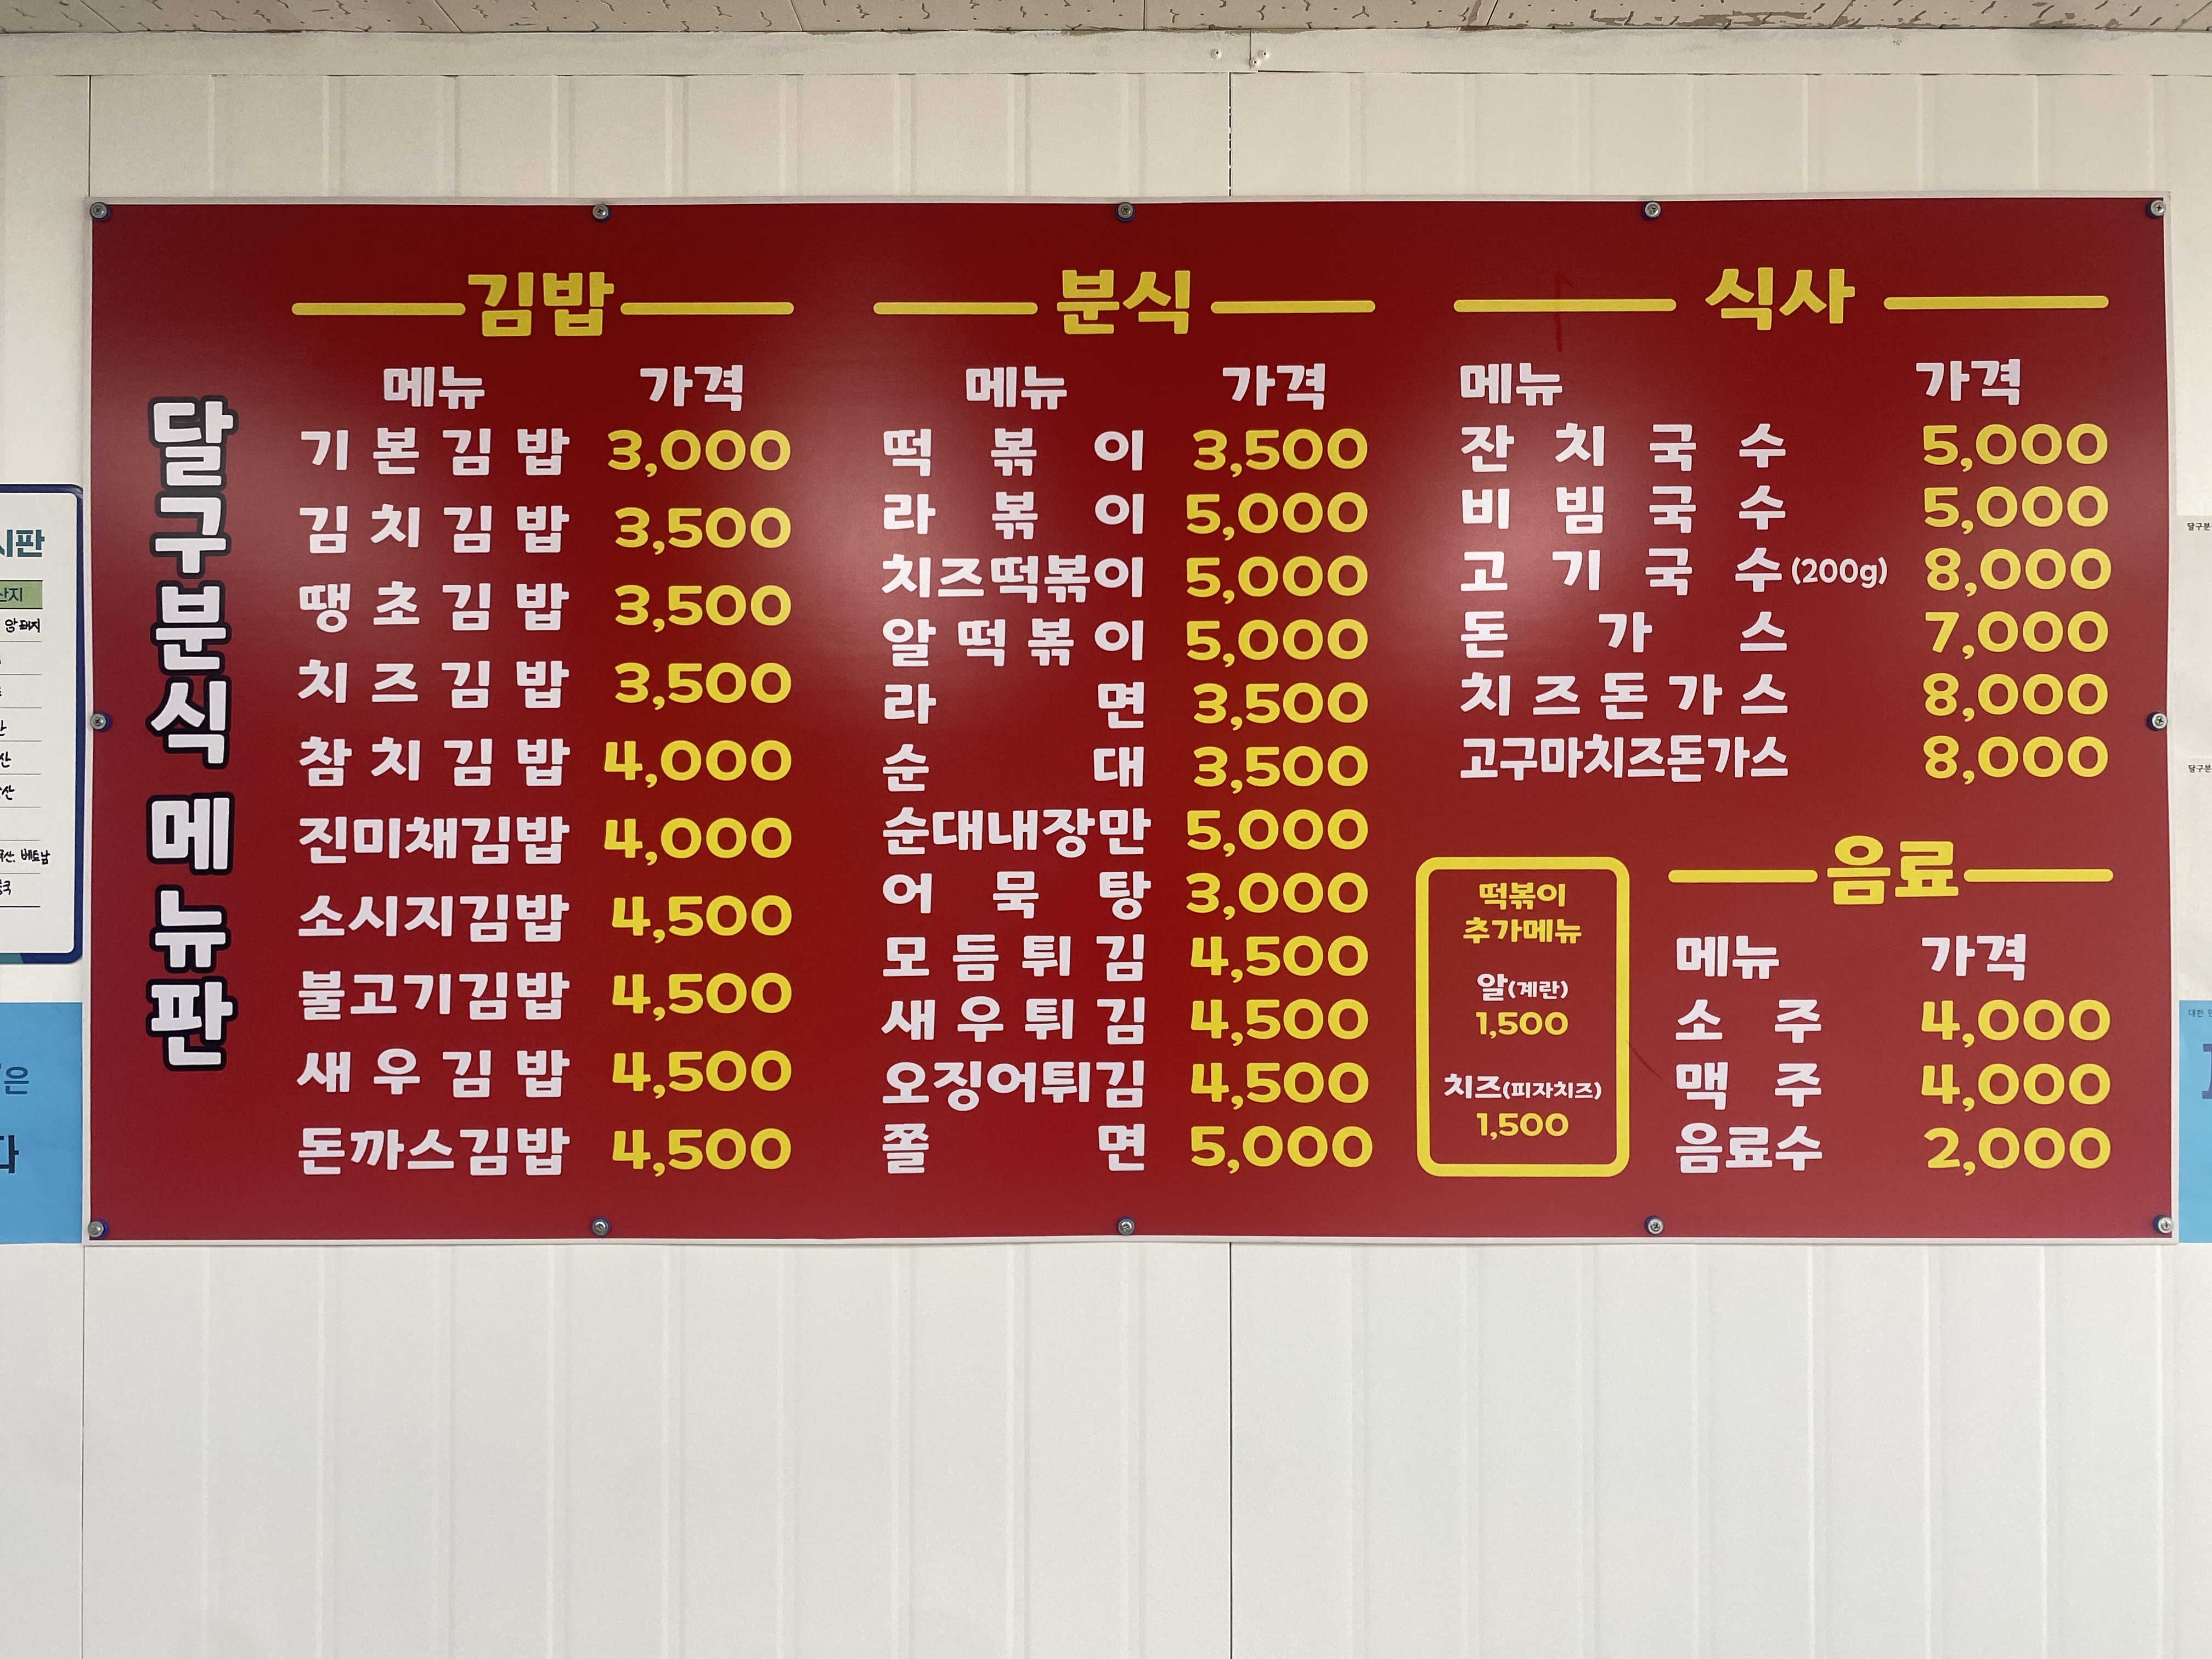 달구분식 메뉴판
김밥
메뉴 가격
기본김밥 3,000
김치김밥 3,500
땡초김밥 3,500
치즈김밥 3,500
참치김밥 4,000
진미채김밥 4,000
소시지김밥 4,500
불고기김밥 4,500
새우김밥 4,500
돈까스김밥 4,500
분식
메뉴 가격
떡볶이 3,500
라볶이 5,000
치즈떡볶이 5,000
알떡볶이 5,000
라면 3,500
순대 3,500
순대내장만 5,000
어묵탕 3,000
모듬튀김 4,500
새우튀김 4,500
오징어튀김 4,500
쫄면 5,000
식사
메뉴 가격
잔치국수 5,000
비빔국수 5,000
고기국수(200g) 8,000
돈가스 7,000
치즈돈가스 8,000
고구마치즈돈가스 8,000
떡볶이
추가메뉴
알(계란)
1,500
치즈(피자치즈)
1,500
음료
메뉴 가격
소주 4,000
맥주 4,000
음료수 2,000